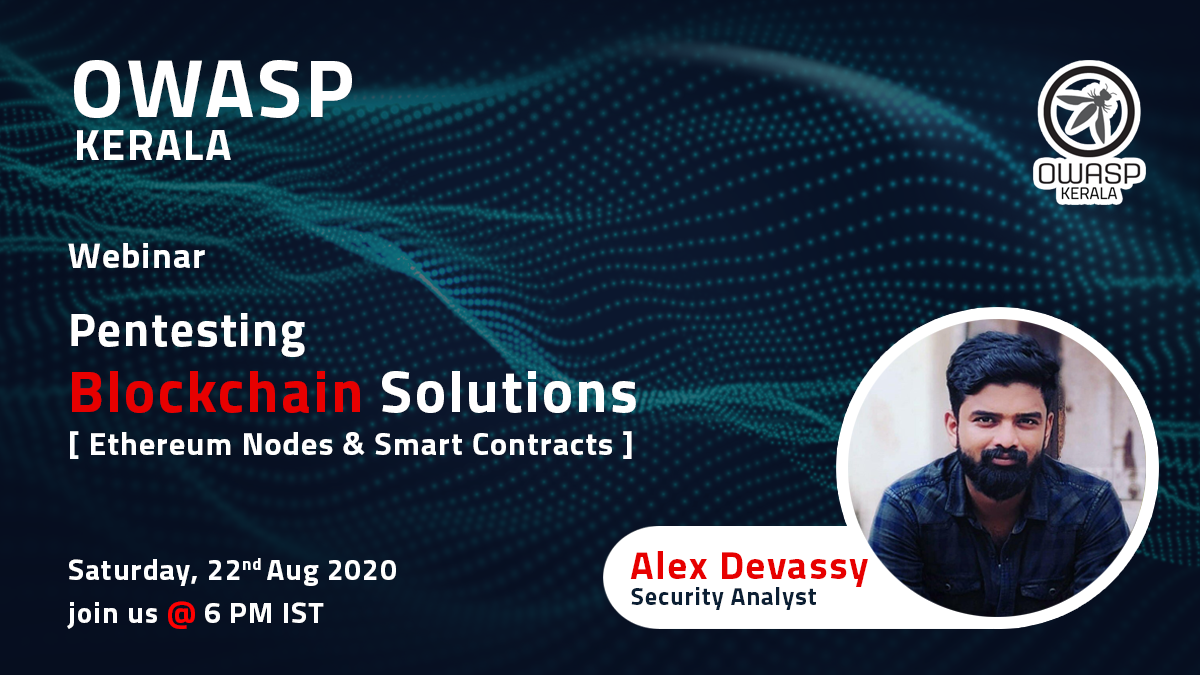 OWASP
KERALA
OWASP
KERALA
Webinar
Pentesting
Blockchain Solutions
[ Ethereum Nodes & Smart Contracts ]
Saturday, 22nd Aug 2020
join us @ 6 PM IST
Alex Devassy
Security Analyst